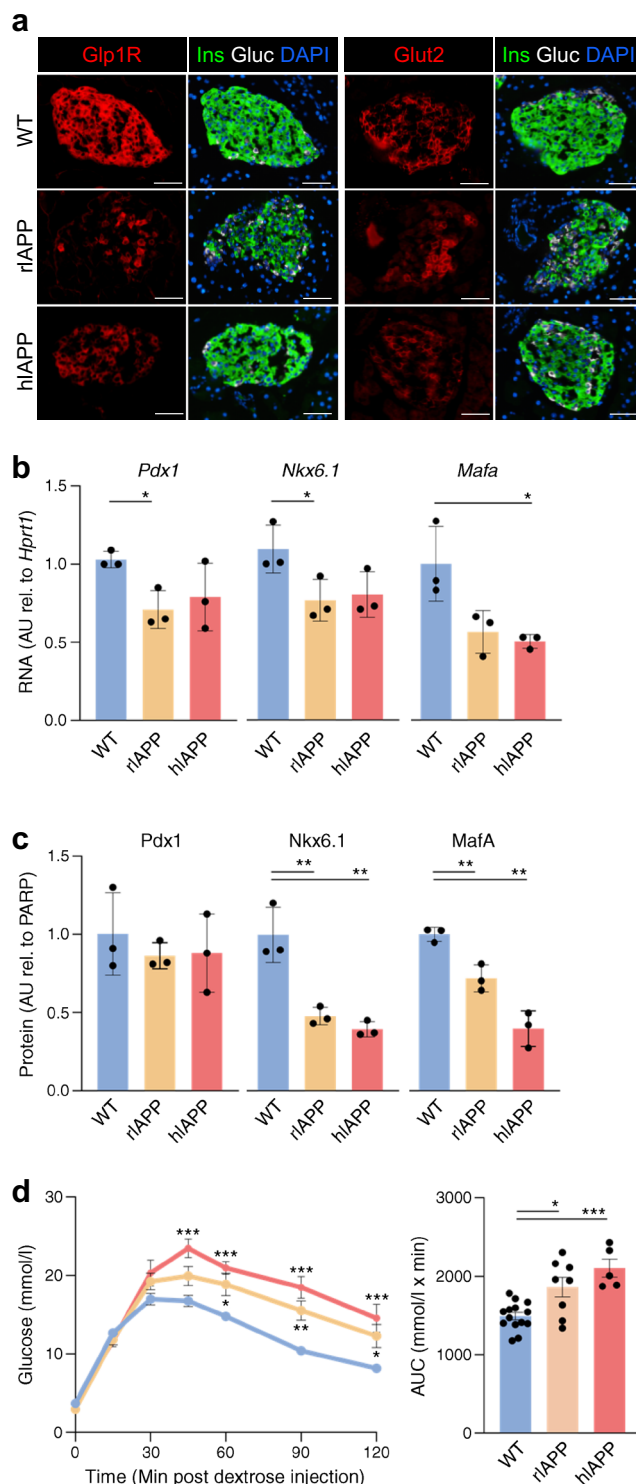 a
Glp1R Ins Gluc DAPI Glut2 Ins Gluc DAPI
WT
rIAPP
hIAPP
b
Pdx1 Nkx6.1 Mafa
RNA (AU rel. to Hprt1)
1.5
1.0
0.5
0.0
* * *
WT rIAPP hIAPP WT rIAPP hIAPP WT rIAPP hIAPP
c
Pdx1 Nkx6.1 MafA
Protein (AU rel. to PARP)
1.5
1.0
0.5
0.0
** ** ** **
WT rIAPP hIAPP WT rIAPP hIAPP WT rIAPP hIAPP
d
Glucose (mmol/l)
30
20
10
0
*** *** *** ***
* ** *
0 30 60 90 120
Time (Min post dextrose injection)
AUC (mmol/l x min)
3000
2000
1000
0
* ***
WT rIAPP hIAPP